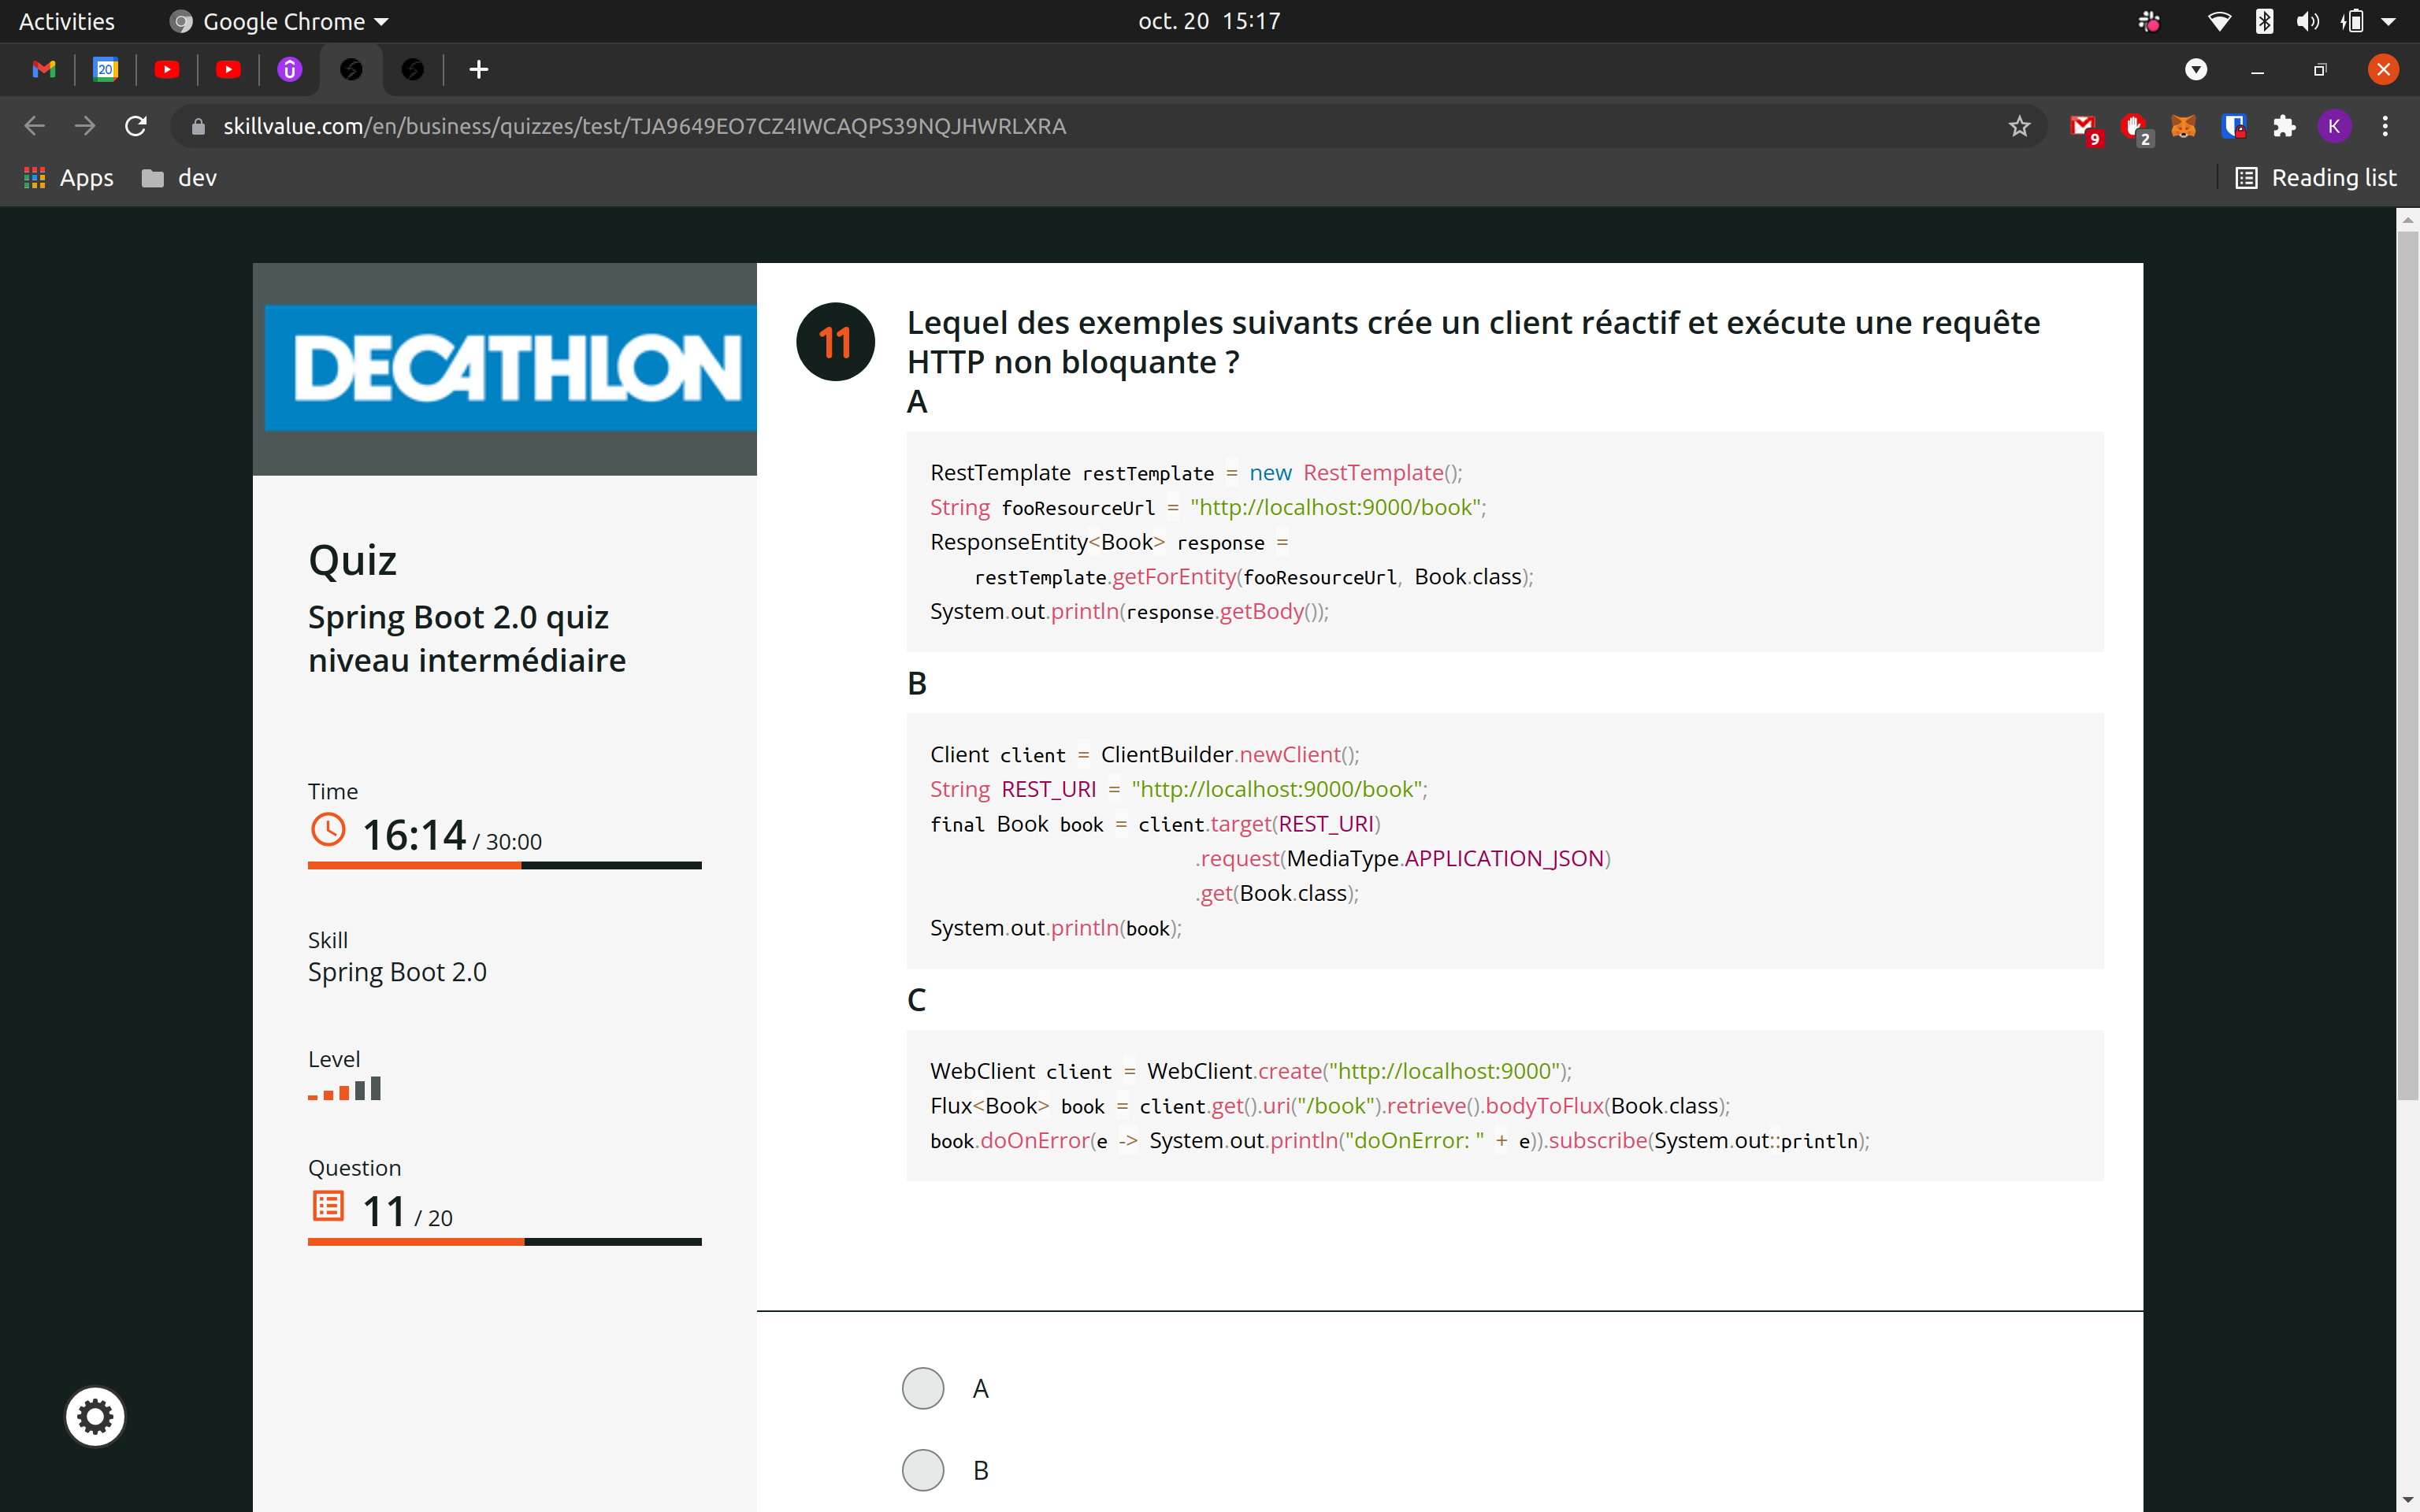 Activities
Google Chrome
oct. 20 15:17
20
skillvalue.com/en/business/quizzes/test/TJA9649EO7CZ4IWCAQPS39NQJHWRLXRA
9
2
K
Apps
dev
Reading list
DECATHLON
Quiz
Spring Boot 2.0 quiz
niveau intermédiaire
Time
16:14 / 30:00
Skill
Spring Boot 2.0
Level
Question
11 / 20
11
Lequel des exemples suivants crée un client réactif et exécute une requête
HTTP non bloquante ?
A
RestTemplate restTemplate = new RestTemplate();
String fooResourceUrl = "http://localhost:9000/book";
ResponseEntity<Book> response =
restTemplate.getForEntity(fooResourceUrl, Book.class);
System.out.println(response.getBody());
B
Client client = ClientBuilder.newClient();
String REST_URI = "http://localhost:9000/book";
final Book book = client.target(REST_URI)
.request(MediaType.APPLICATION_JSON)
.get(Book.class);
System.out.println(book);
C
WebClient client = WebClient.create("http://localhost:9000");
Flux<Book> book = client.get().uri("/book").retrieve().bodyToFlux(Book.class);
book.doOnError(e -> System.out.println("doOnError: " + e)).subscribe(System.out::println);
A
B